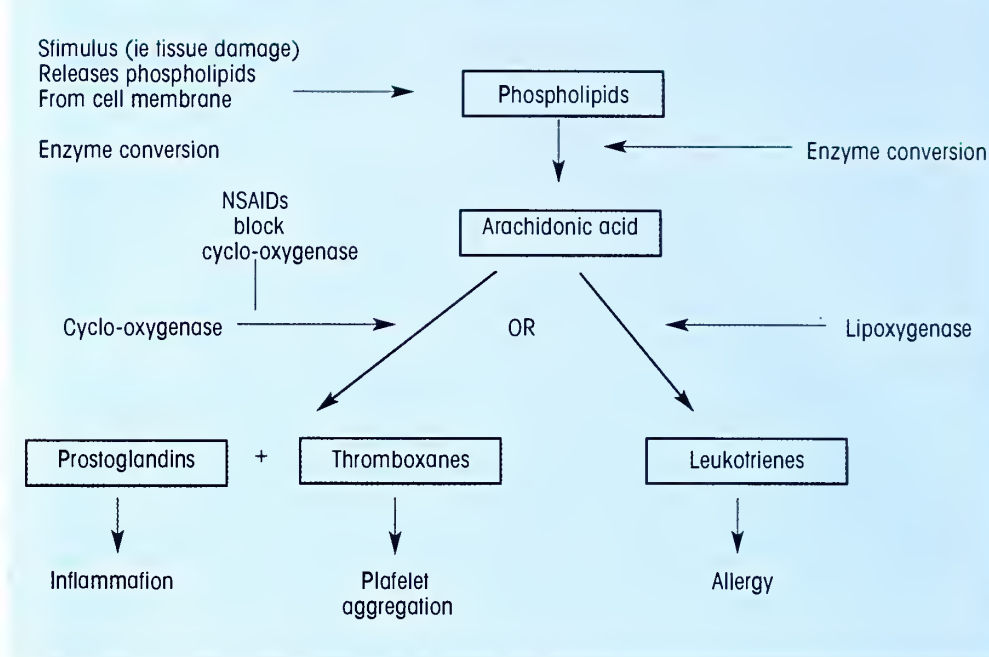 Stimulus (ie tissue damage)
Releases phospholipids
From cell membrane
Phospholipids
Enzyme conversion
Enzyme conversion
NSAIDs
block
cyclo-oxygenase
Arachidonic acid
Cyclo-oxygenase
OR
Lipoxygenase
Prostoglandins
+
Thromboxanes
Leukotrienes
Inflammation
Platelet
aggregation
Allergy